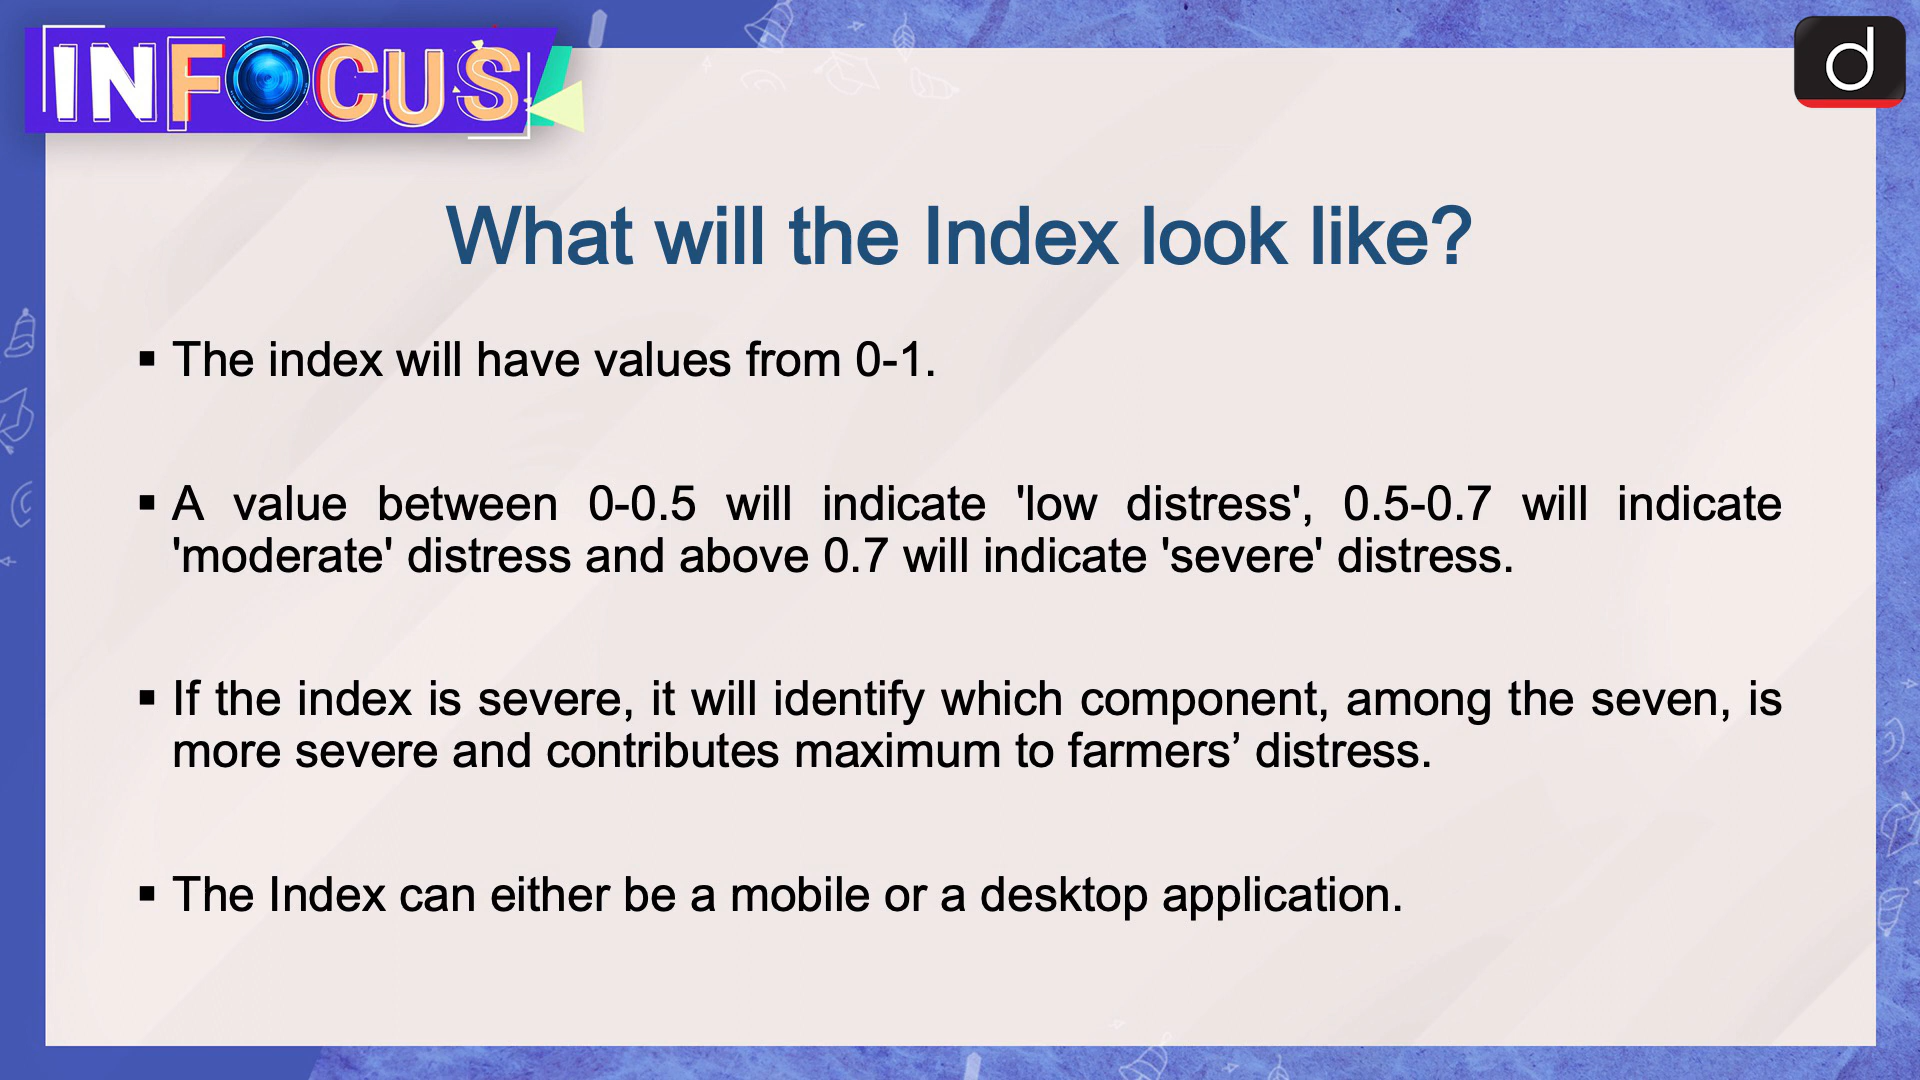 INFOCUS
d
What will the Index look like?
▪ The index will have values from 0-1.
▪ A value between 0-0.5 will indicate 'low distress', 0.5-0.7 will indicate
'moderate' distress and above 0.7 will indicate 'severe' distress.
▪ If the index is severe, it will identify which component, among the seven, is
more severe and contributes maximum to farmers’ distress.
▪ The Index can either be a mobile or a desktop application.